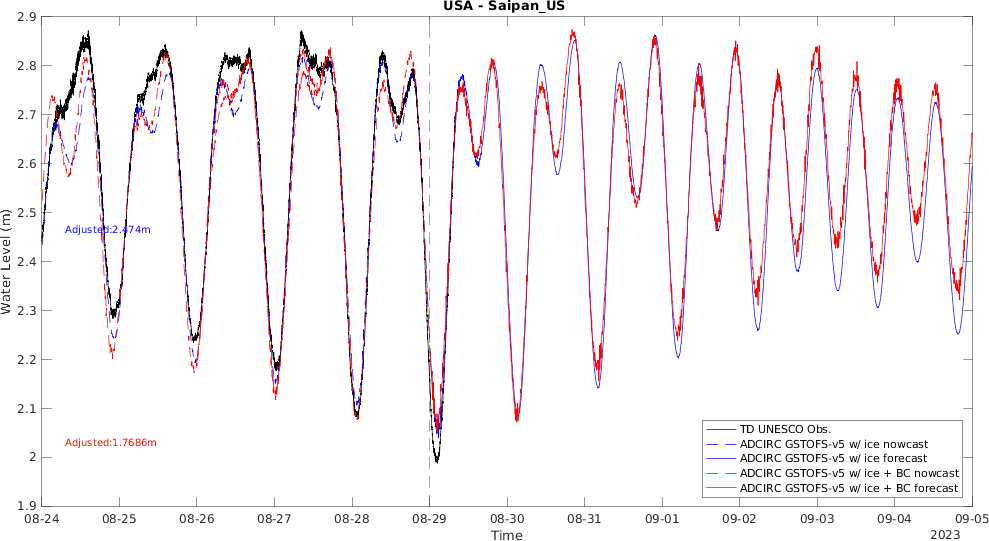 USA - Saipan_US
2.9
2.8
2.7
2.6
2.5
2.4
2.3
2.2
2.1
2
1.9
Water Level (m)
Adjusted:2.474m
Adjusted:1.7686m
TD UNESCO Obs.
ADCIRC GSTOFS-v5 w/ ice nowcast
ADCIRC GSTOFS-v5 w/ ice forecast
ADCIRC GSTOFS-v5 w/ ice + BC nowcast
ADCIRC GSTOFS-v5 w/ ice + BC forecast
08-24 08-25 08-26 08-27 08-28 08-29 08-30 08-31 09-01 09-02 09-03 09-04 09-05
Time
2023